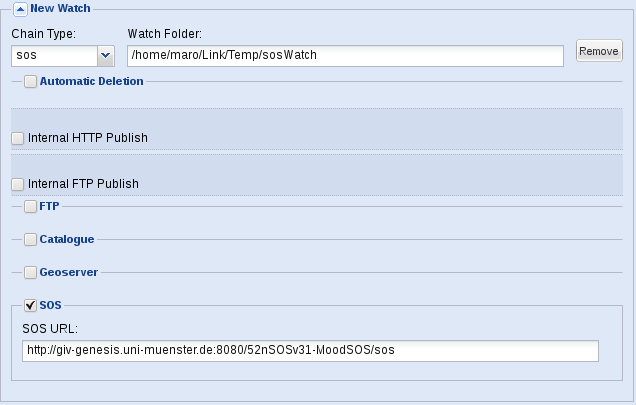 New Watch
Chain Type: Watch Folder:
sos /home/maro/Link/Temp/sosWatch Remove
Automatic Deletion
Internal HTTP Publish
Internal FTP Publish
FTP
Catalogue
Geoserver
SOS
SOS URL:
http://giv-genesis.uni-muenster.de:8080/52nSOSv31-MoodSOS/sos